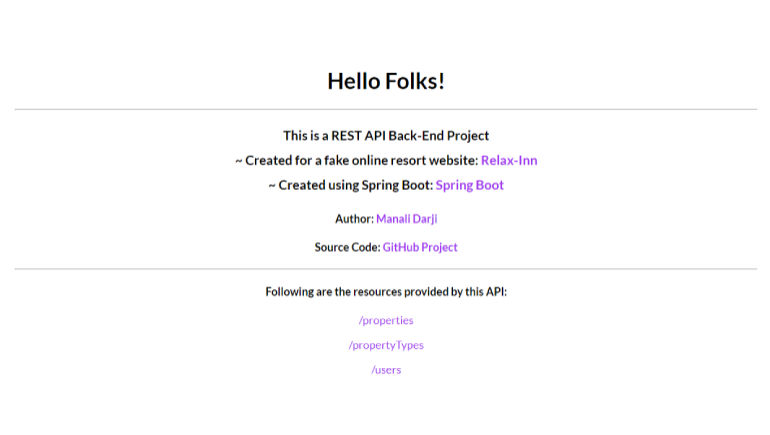 Hello Folks!
This is a REST API Back-End Project
~ Created for a fake online resort website: Relax-Inn
~ Created using Spring Boot: Spring Boot
Author: Manali Darji
Source Code: GitHub Project
Following are the resources provided by this API:
/properties
/propertyTypes
/users